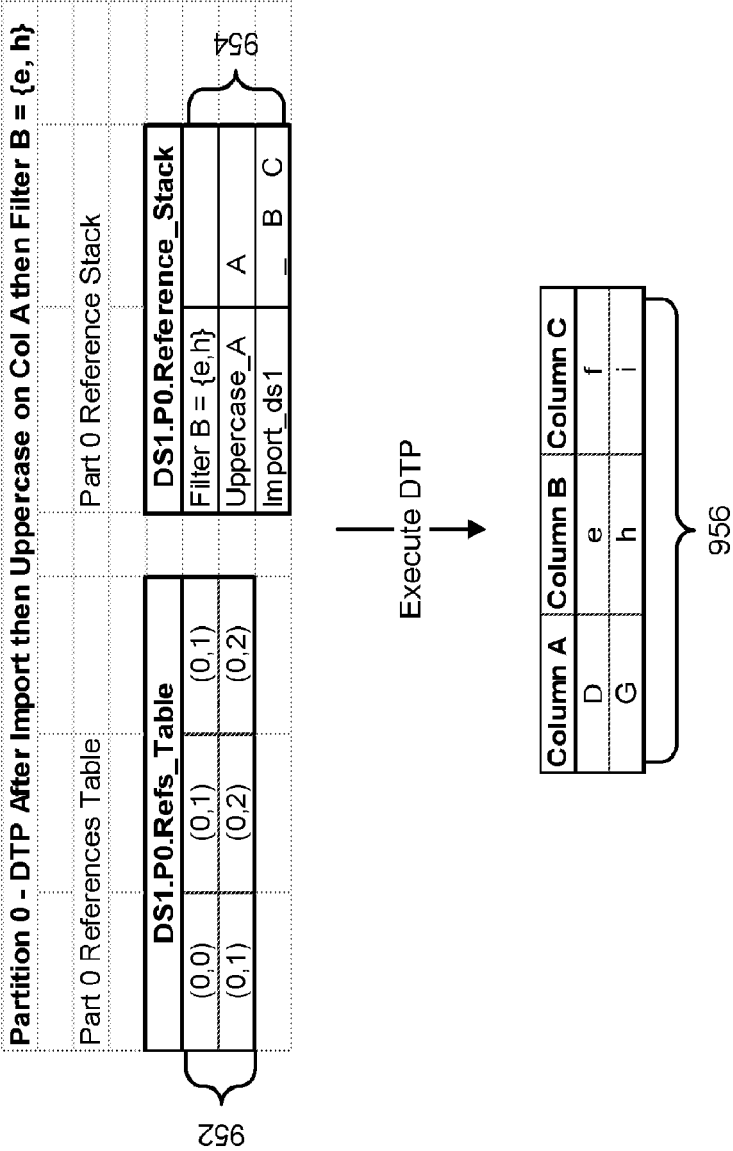 Partition 0 - DTP After Import then Uppercase on Col A then Filter B = {e, h}
Part 0 References Table
Part 0 Reference Stack
DS1.P0.Refs_Table
(0,0) (0,1) (0,1)
(0,1) (0,2) (0,2)
952
DS1.P0.Reference_Stack
Filter B = {e,h}
Uppercase_A A
Import_ds1 _ B C
954
Execute DTP
Column A Column B Column C
D e f
G h i
956